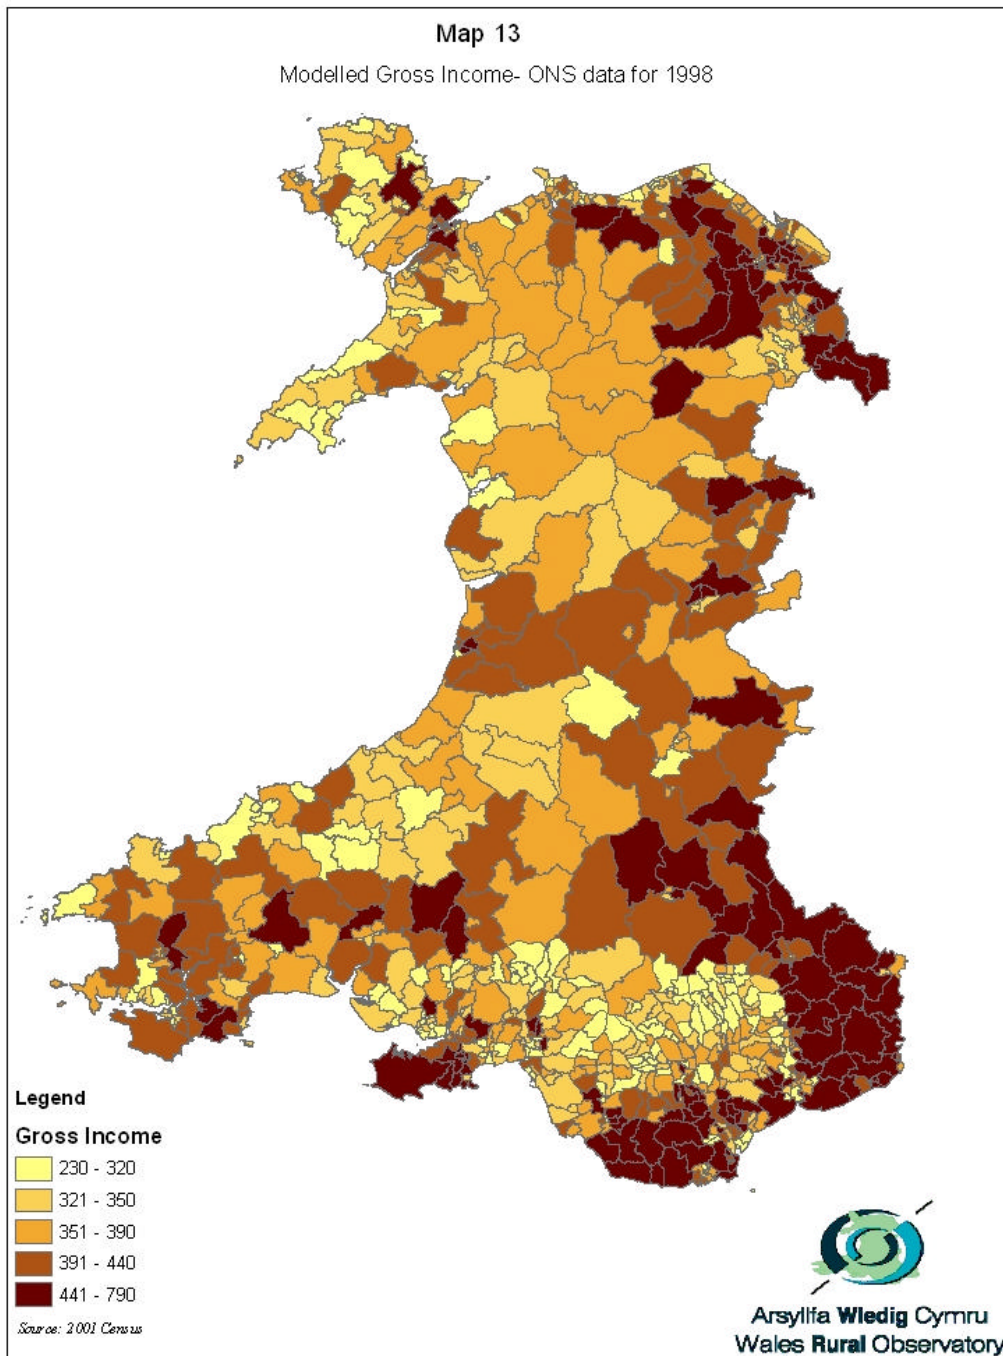 Map 13
Modelled Gross Income- ONS data for 1998
Legend
Gross Income
230 - 320
321 - 350
351 - 390
391 - 440
441 - 790
Source: 2001 Census
Arsyllfa Wledig Cymru
Wales Rural Observatory